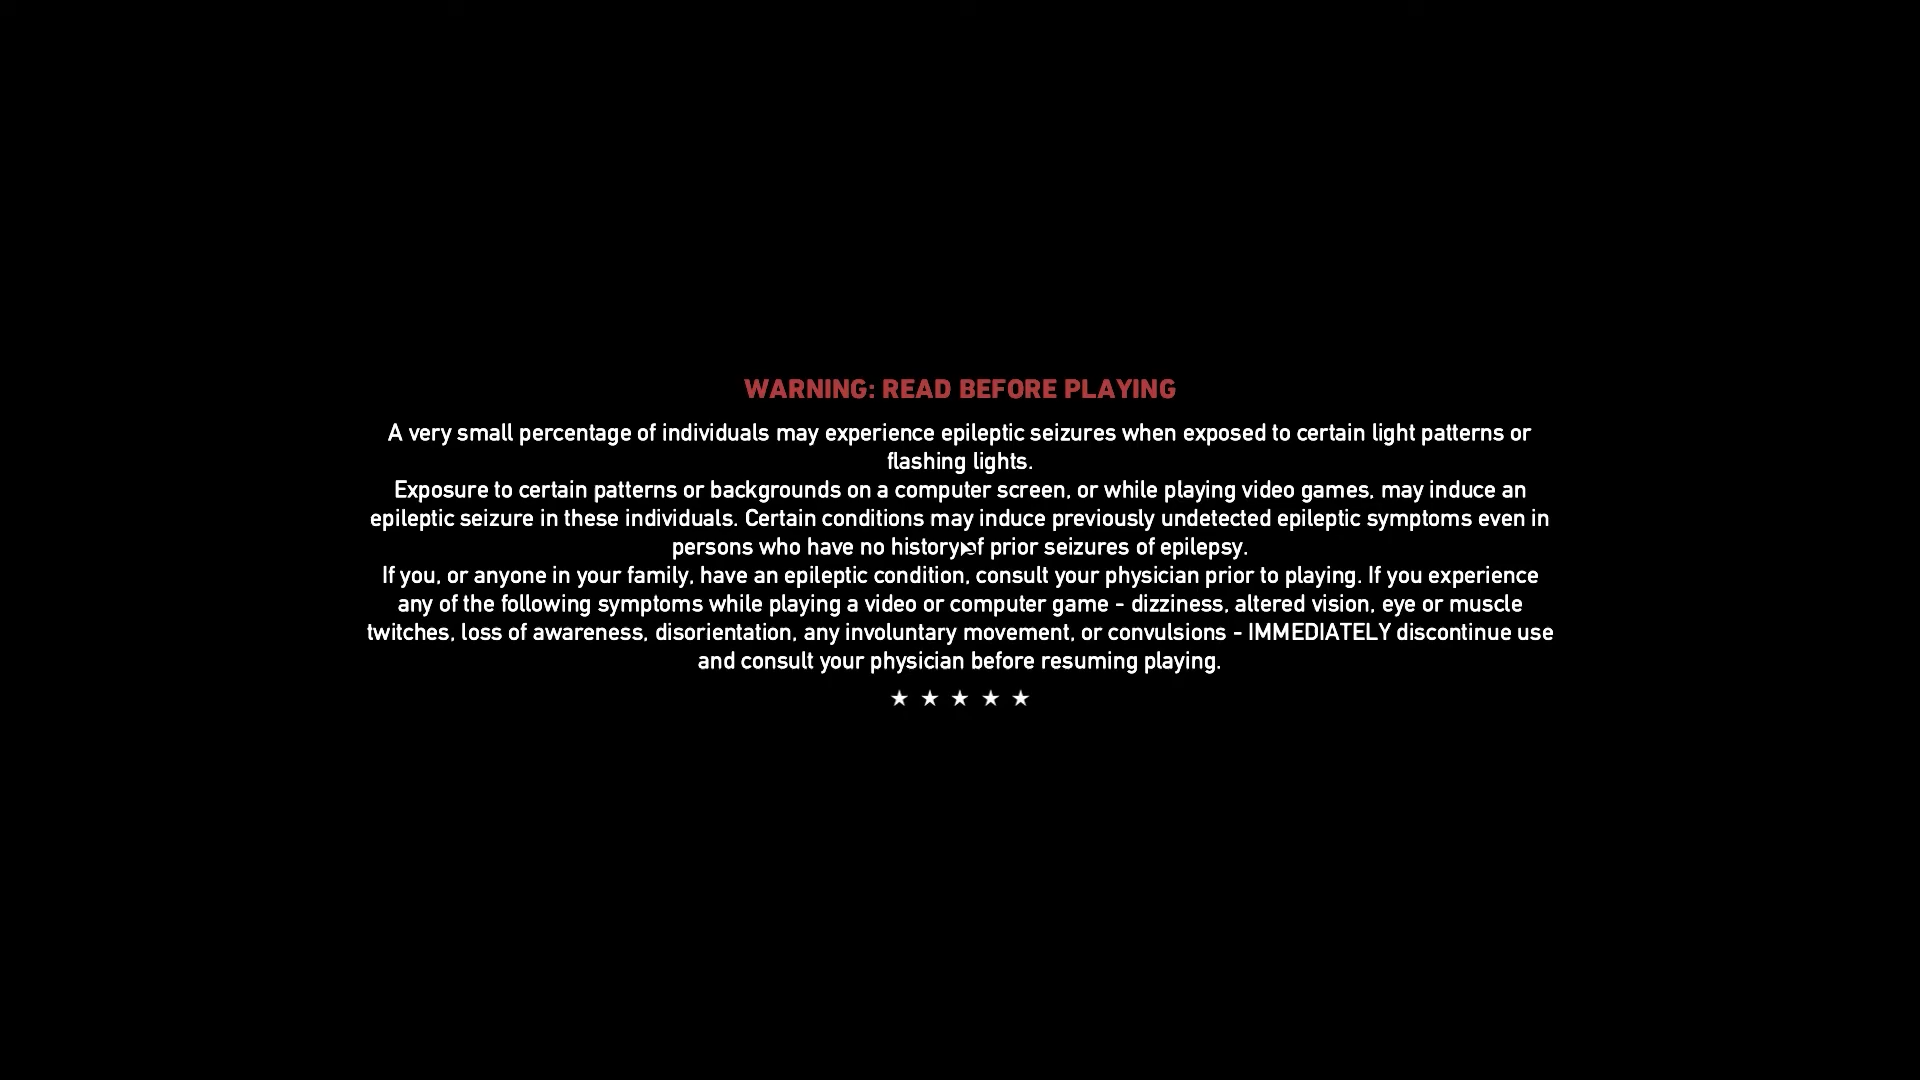 WARNING: READ BEFORE PLAYING
A very small percentage of individuals may experience epileptic seizures when exposed to certain light patterns or
flashing lights.
Exposure to certain patterns or backgrounds on a computer screen, or while playing video games, may induce an
epileptic seizure in these individuals. Certain conditions may induce previously undetected epileptic symptoms even in
persons who have no history of prior seizures of epilepsy.
If you, or anyone in your family, have an epileptic condition, consult your physician prior to playing. If you experience
any of the following symptoms while playing a video or computer game - dizziness, altered vision, eye or muscle
twitches, loss of awareness, disorientation, any involuntary movement, or convulsions - IMMEDIATELY discontinue use
and consult your physician before resuming playing.
★ ★ ★ ★ ★